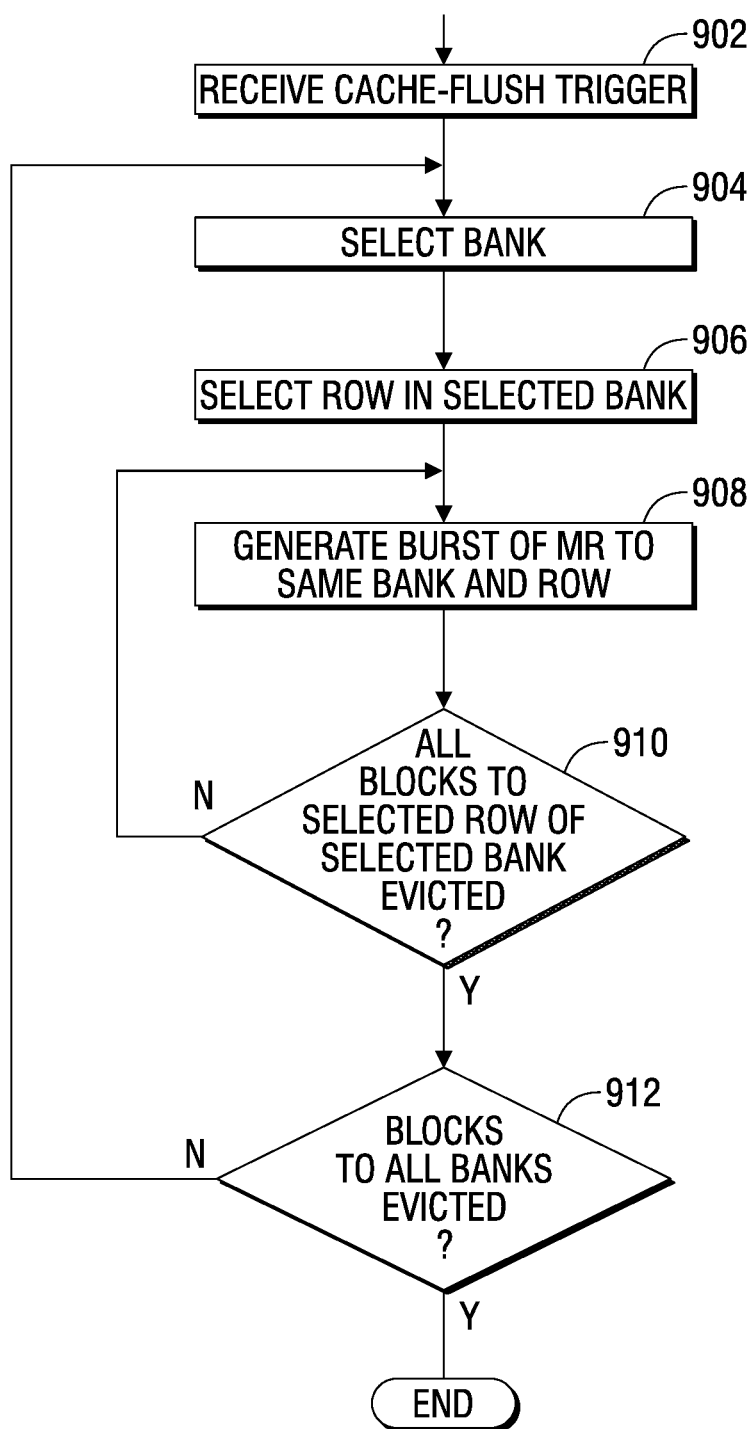 902
RECEIVE CACHE-FLUSH TRIGGER
904
SELECT BANK
906
SELECT ROW IN SELECTED BANK
908
GENERATE BURST OF MR TO
SAME BANK AND ROW
910
ALL
BLOCKS TO
SELECTED ROW OF
SELECTED BANK
EVICTED
?
N
Y
912
BLOCKS
TO ALL BANKS
EVICTED
?
N
Y
END